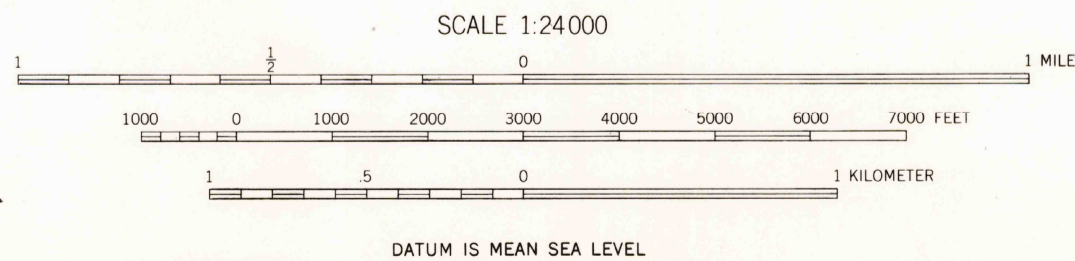 SCALE 1:24000
1 1/2 0 1 MILE
1000 0 1000 2000 3000 4000 5000 6000 7000 FEET
1 .5 0 1 KILOMETER
DATUM IS MEAN SEA LEVEL